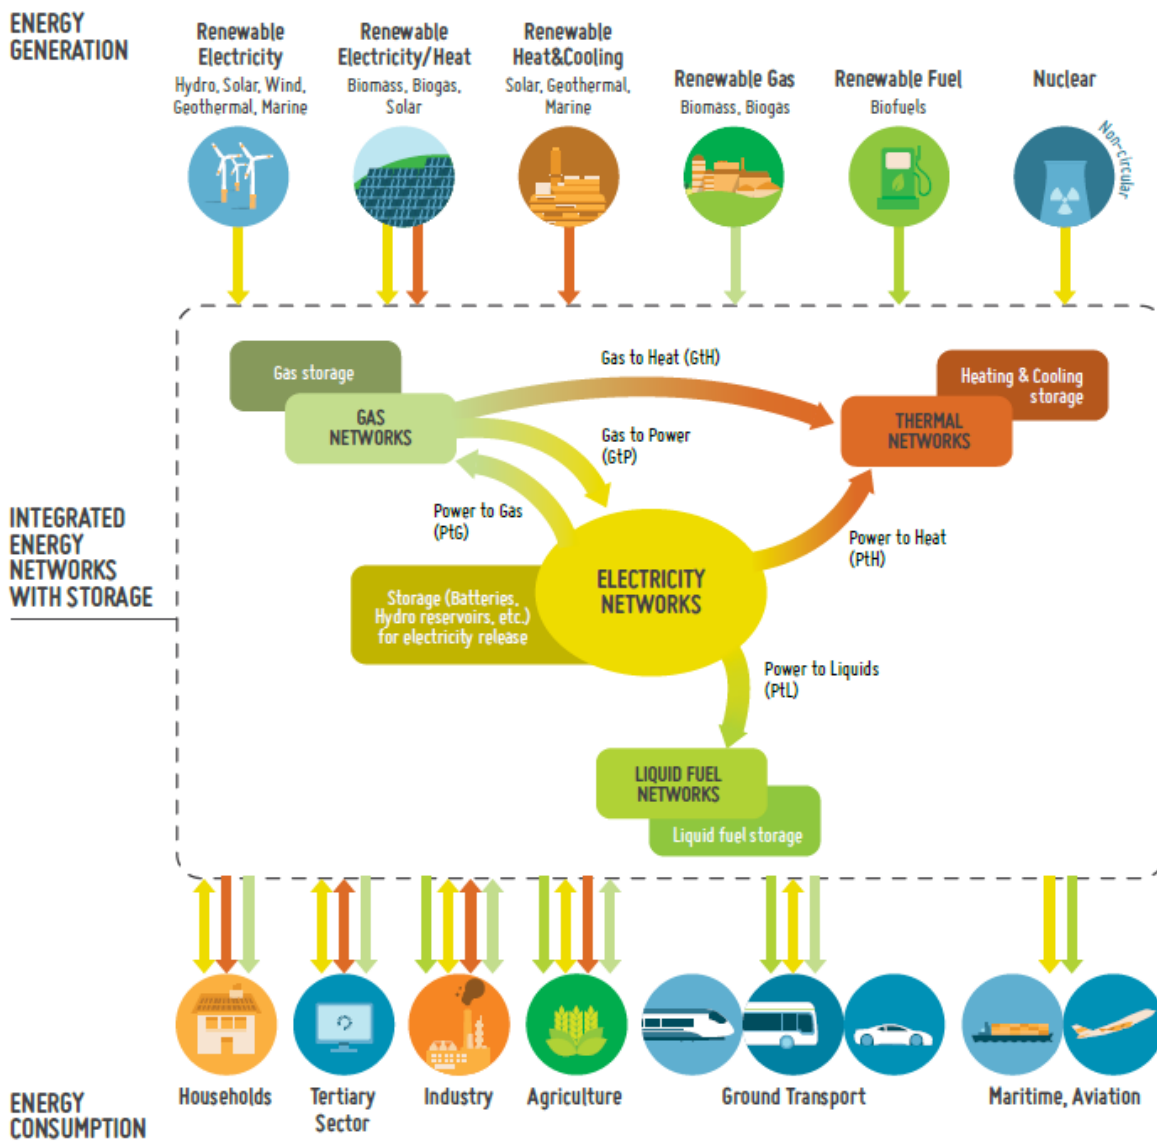 ENERGY
GENERATION
Renewable
Electricity
Hydro, Solar, Wind,
Geothermal, Marine
Renewable
Electricity/Heat
Biomass, Biogas,
Solar
Renewable
Heat&Cooling
Solar, Geothermal,
Marine
Renewable Gas
Biomass, Biogas
Renewable Fuel
Biofuels
Nuclear
Non-circular
INTEGRATED
ENERGY
NETWORKS
WITH STORAGE
Gas storage
GAS
NETWORKS
Gas to Heat (GtH)
Heating & Cooling
storage
THERMAL
NETWORKS
Gas to Power
(GtP)
Power to Gas
(PtG)
Power to Heat
(PtH)
ELECTRICITY
NETWORKS
Storage (Batteries,
Hydro reservoirs, etc.)
for electricity release
Power to Liquids
(PtL)
LIQUID FUEL
NETWORKS
Liquid fuel storage
ENERGY
CONSUMPTION
Households
Tertiary
Sector
Industry
Agriculture
Ground Transport
Maritime, Aviation